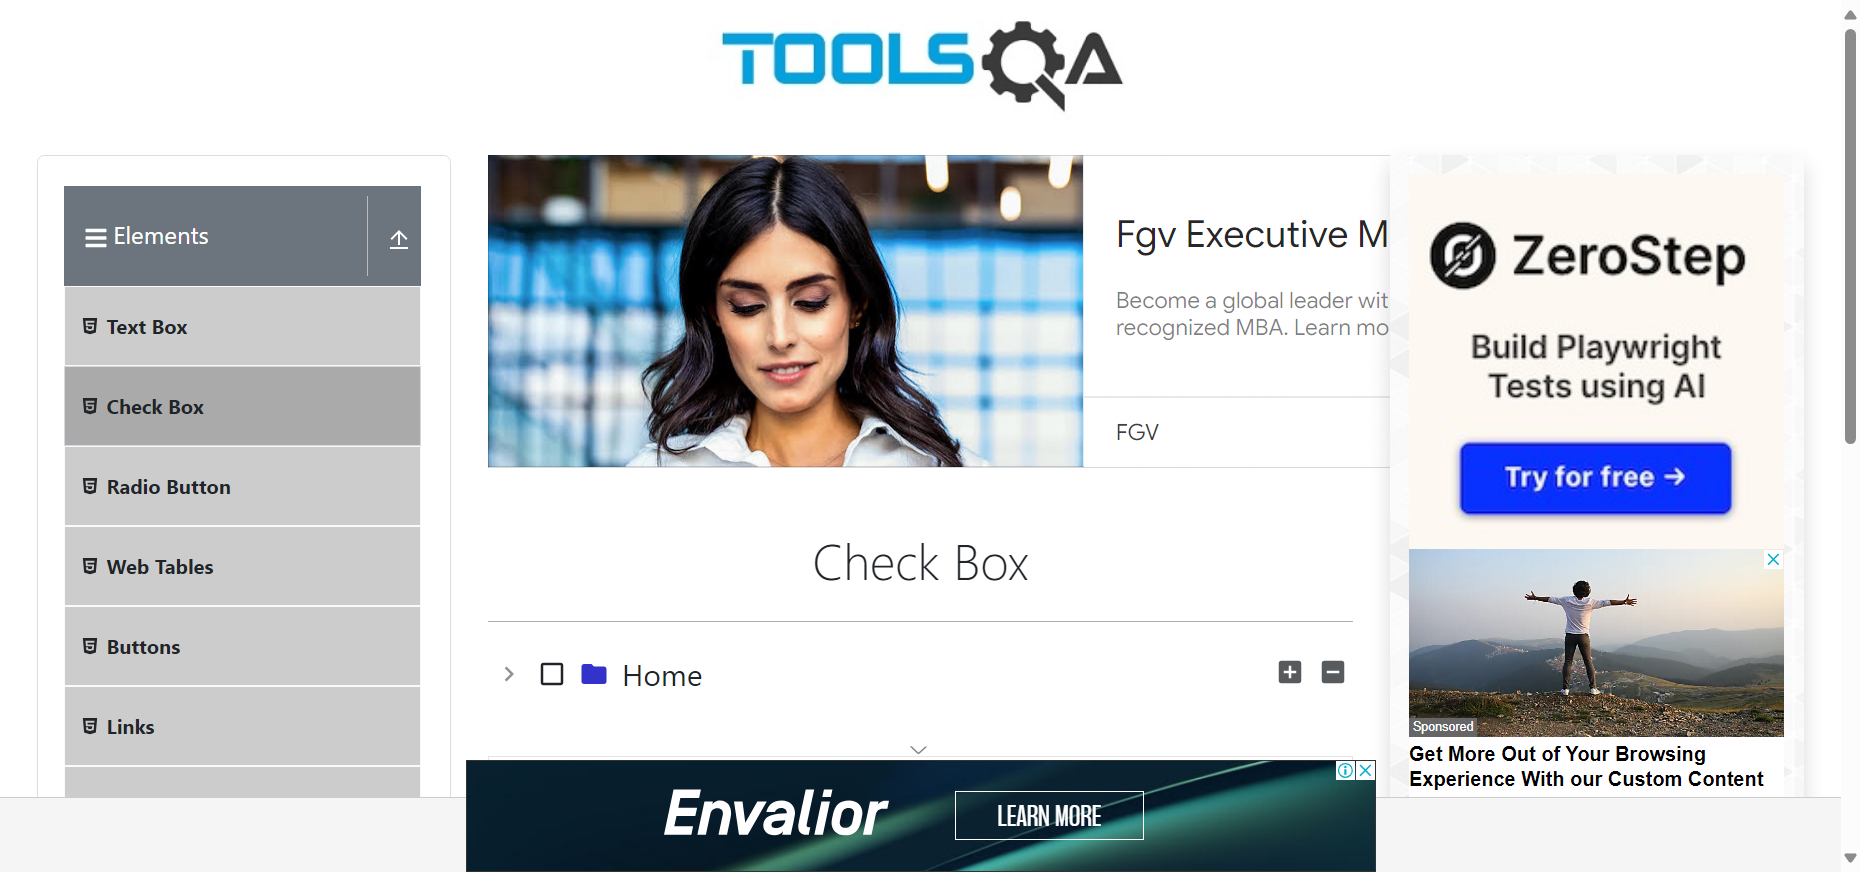 TOOLSQA
Elements
Text Box
Check Box
Radio Button
Web Tables
Buttons
Links
Fgv Executive M
Become a global leader wit
recognized MBA. Learn mo
FGV
Check Box
Home
Envalior
LEARN MORE
ZeroStep
Build Playwright
Tests using AI
Try for free →
Sponsored
Get More Out of Your Browsing
Experience With our Custom Content